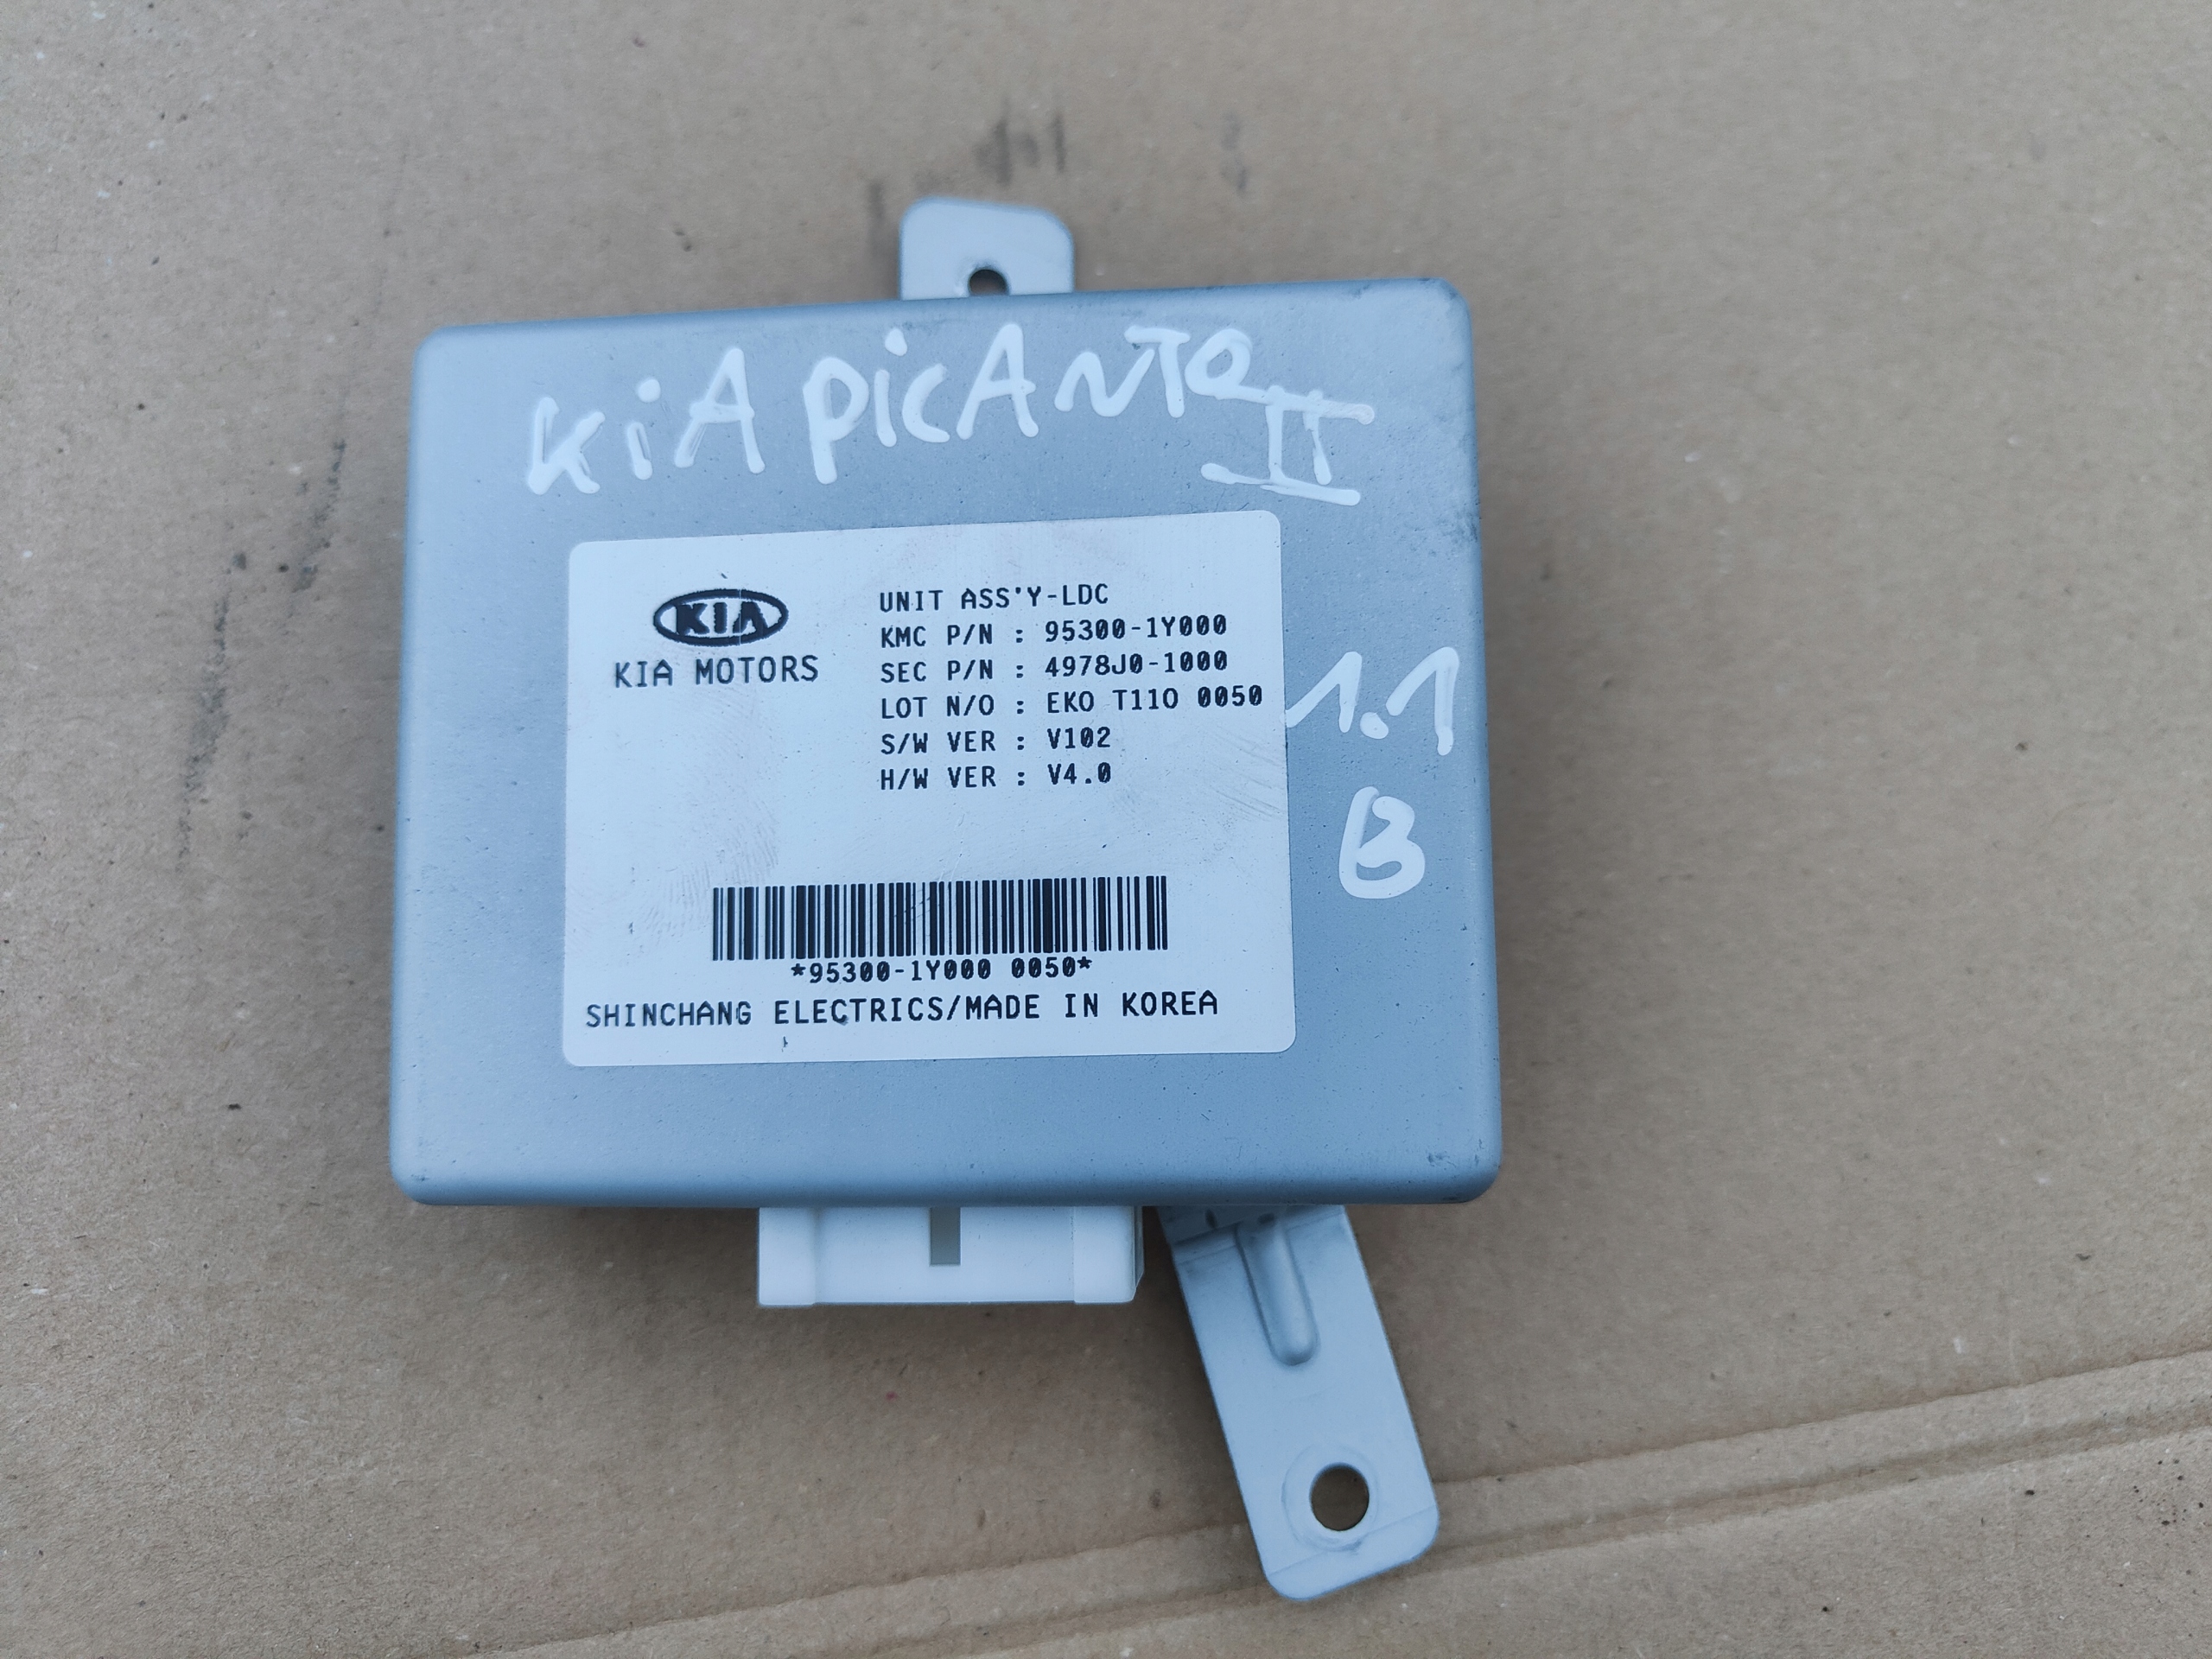 KiA picANTO II
KIA
KIA MOTORS
UNIT ASS'Y-LDC
KMC P/N : 95300-1Y000
SEC P/N : 4978J0-1000
LOT N/O : EKO T11O 0050
S/W VER : V102
H/W VER : V4.0
1.1
B
*95300-1Y000 0050*
SHINCHANG ELECTRICS/MADE IN KOREA